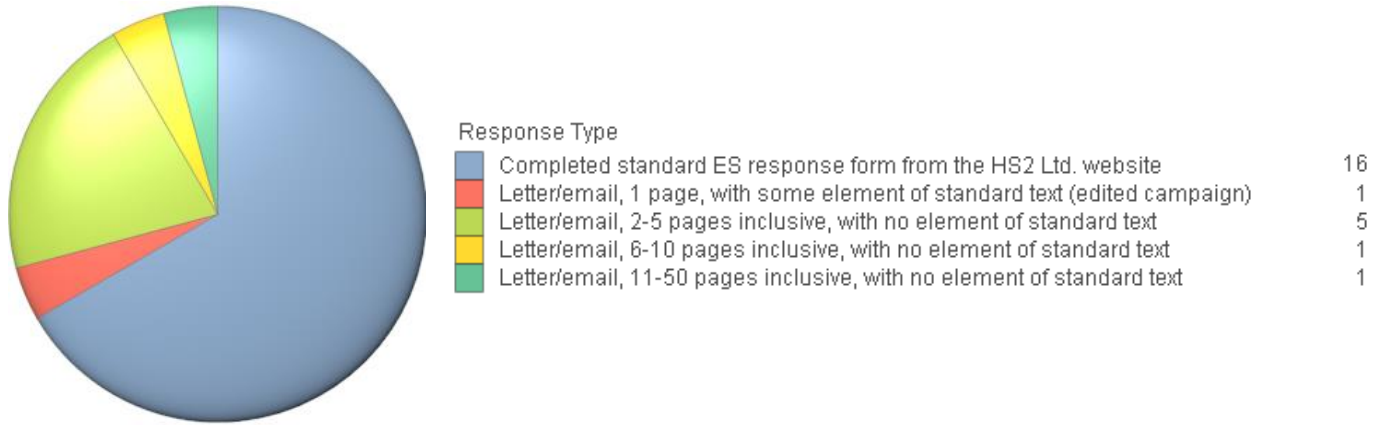 Response Type
Completed standard ES response form from the HS2 Ltd. website 16
Letter/email, 1 page, with some element of standard text (edited campaign) 1
Letter/email, 2-5 pages inclusive, with no element of standard text 5
Letter/email, 6-10 pages inclusive, with no element of standard text 1
Letter/email, 11-50 pages inclusive, with no element of standard text 1